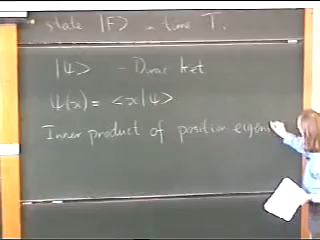 state |F> - time T.
|Ψ> - Dirac ket
Ψ(x) = <x|Ψ>
Inner product of position eigens